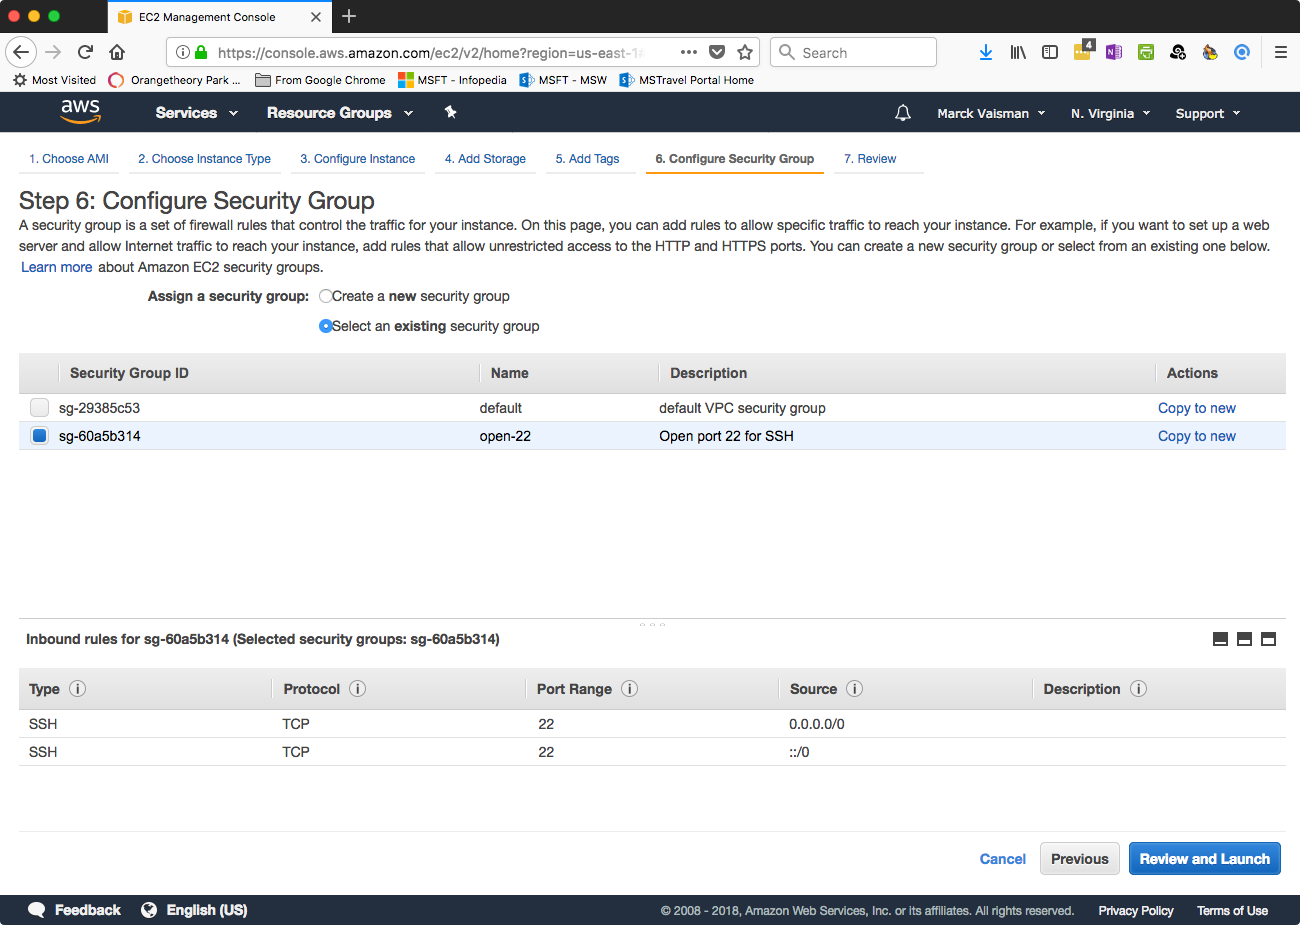 EC2 Management Console
https://console.aws.amazon.com/ec2/v2/home?region=us-east-1
Search
4
Most Visited Orangetheory Park ... From Google Chrome MSFT - Infopedia MSFT - MSW MSTravel Portal Home
aws Services Resource Groups Marck Vaisman N. Virginia Support
1. Choose AMI 2. Choose Instance Type 3. Configure Instance 4. Add Storage 5. Add Tags 6. Configure Security Group 7. Review
Step 6: Configure Security Group
A security group is a set of firewall rules that control the traffic for your instance. On this page, you can add rules to allow specific traffic to reach your instance. For example, if you want to set up a web
server and allow Internet traffic to reach your instance, add rules that allow unrestricted access to the HTTP and HTTPS ports. You can create a new security group or select from an existing one below.
Learn more about Amazon EC2 security groups.
Assign a security group: Create a new security group
Select an existing security group
Security Group ID Name Description Actions
sg-29385c53 default default VPC security group Copy to new
sg-60a5b314 open-22 Open port 22 for SSH Copy to new
Inbound rules for sg-60a5b314 (Selected security groups: sg-60a5b314)
Type Protocol Port Range Source Description
SSH TCP 22 0.0.0.0/0
SSH TCP 22 ::/0
Cancel Previous Review and Launch
Feedback English (US) © 2008 - 2018, Amazon Web Services, Inc. or its affiliates. All rights reserved. Privacy Policy Terms of Use